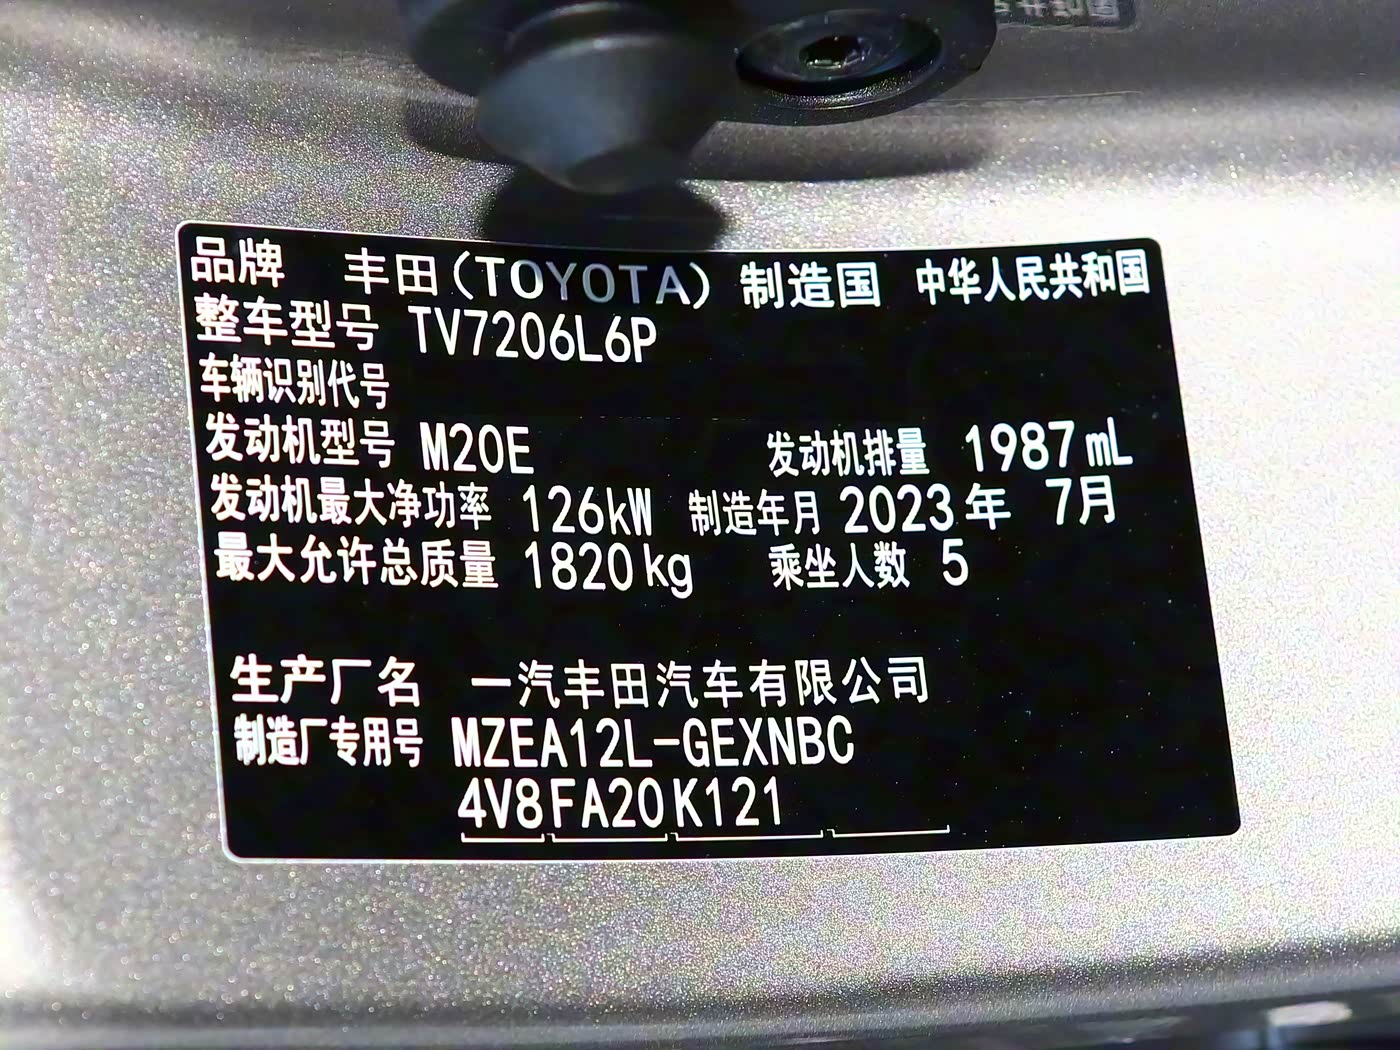 品牌 丰田(TOYOTA) 制造国 中华人民共和国
整车型号 TV7206L6P
车辆识别代号
发动机型号 M20E 发动机排量 1987mL
发动机最大净功率 126kW 制造年月 2023年 7月
最大允许总质量 1820kg 乘坐人数 5
生产厂名 一汽丰田汽车有限公司
制造厂专用号 MZEA12L-GEXNBC
4V8FA20K121